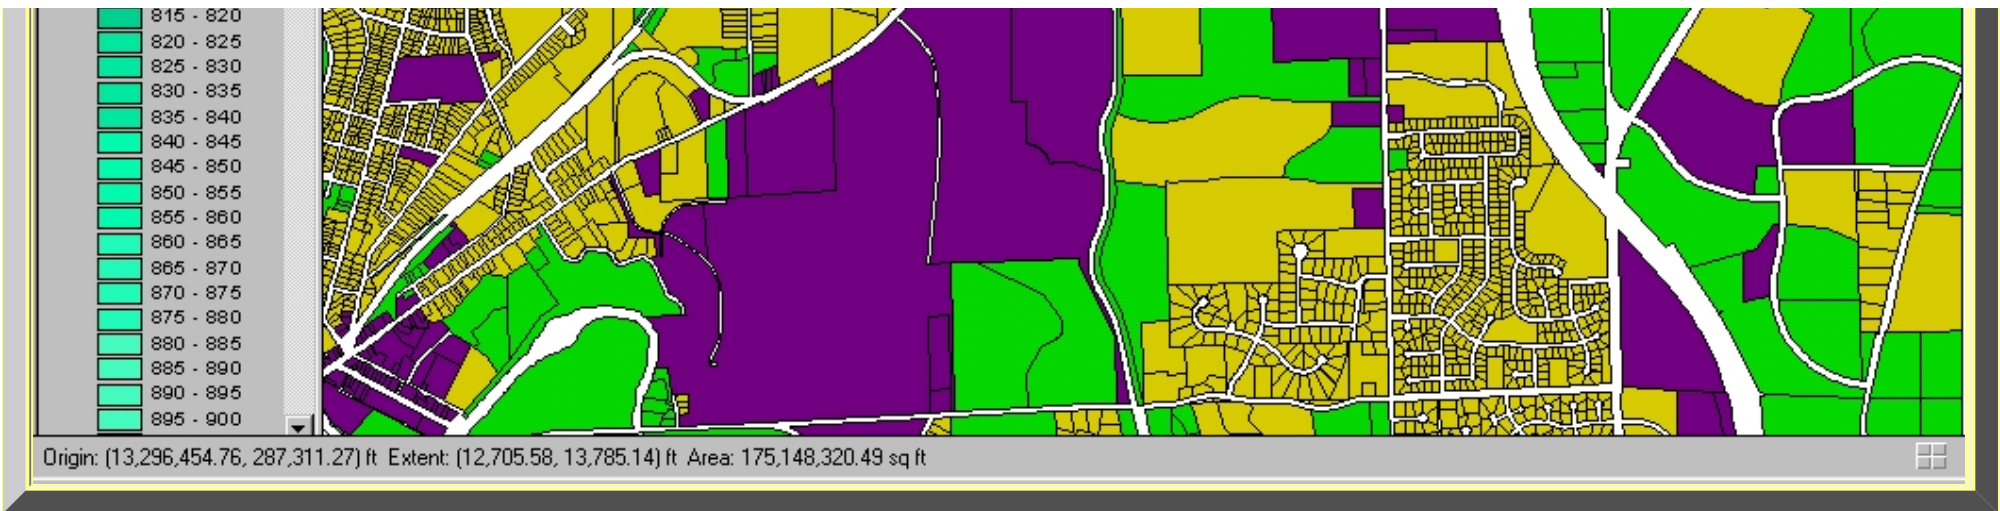 815 - 820
820 - 825
825 - 830
830 - 835
835 - 840
840 - 845
845 - 850
850 - 855
855 - 860
860 - 865
865 - 870
870 - 875
875 - 880
880 - 885
885 - 890
890 - 895
895 - 900
Origin: (13,296,454.76, 287,311.27) ft Extent: (12,705.58, 13,785.14) ft Area: 175,148,320.49 sq ft